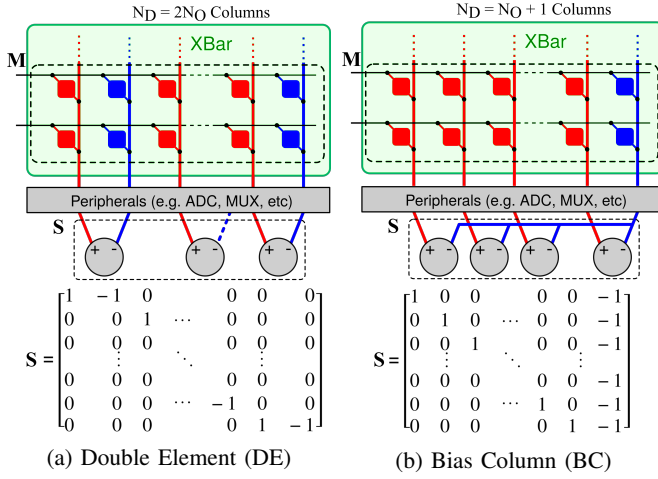 N_D = 2N_O Columns
XBar
M
Peripherals (e.g. ADC, MUX, etc)
S
+ - + - + -
S =
1 −1 0 0 0 0
0 0 1 ⋯ 0 0 0
0 0 0 0 0 0
⋮ ⋱ ⋮
0 0 0 0 0 0
0 0 0 ⋯ −1 0 0
0 0 0 0 1 −1
(a) Double Element (DE)
N_D = N_O + 1 Columns
XBar
M
Peripherals (e.g. ADC, MUX, etc)
S
+ - + - + - + -
S =
1 0 0 0 0 −1
0 1 0 ⋯ 0 0 −1
0 0 1 0 0 −1
⋮ ⋱ ⋮
0 0 0 0 0 −1
0 0 0 ⋯ 1 0 −1
0 0 0 0 1 −1
(b) Bias Column (BC)